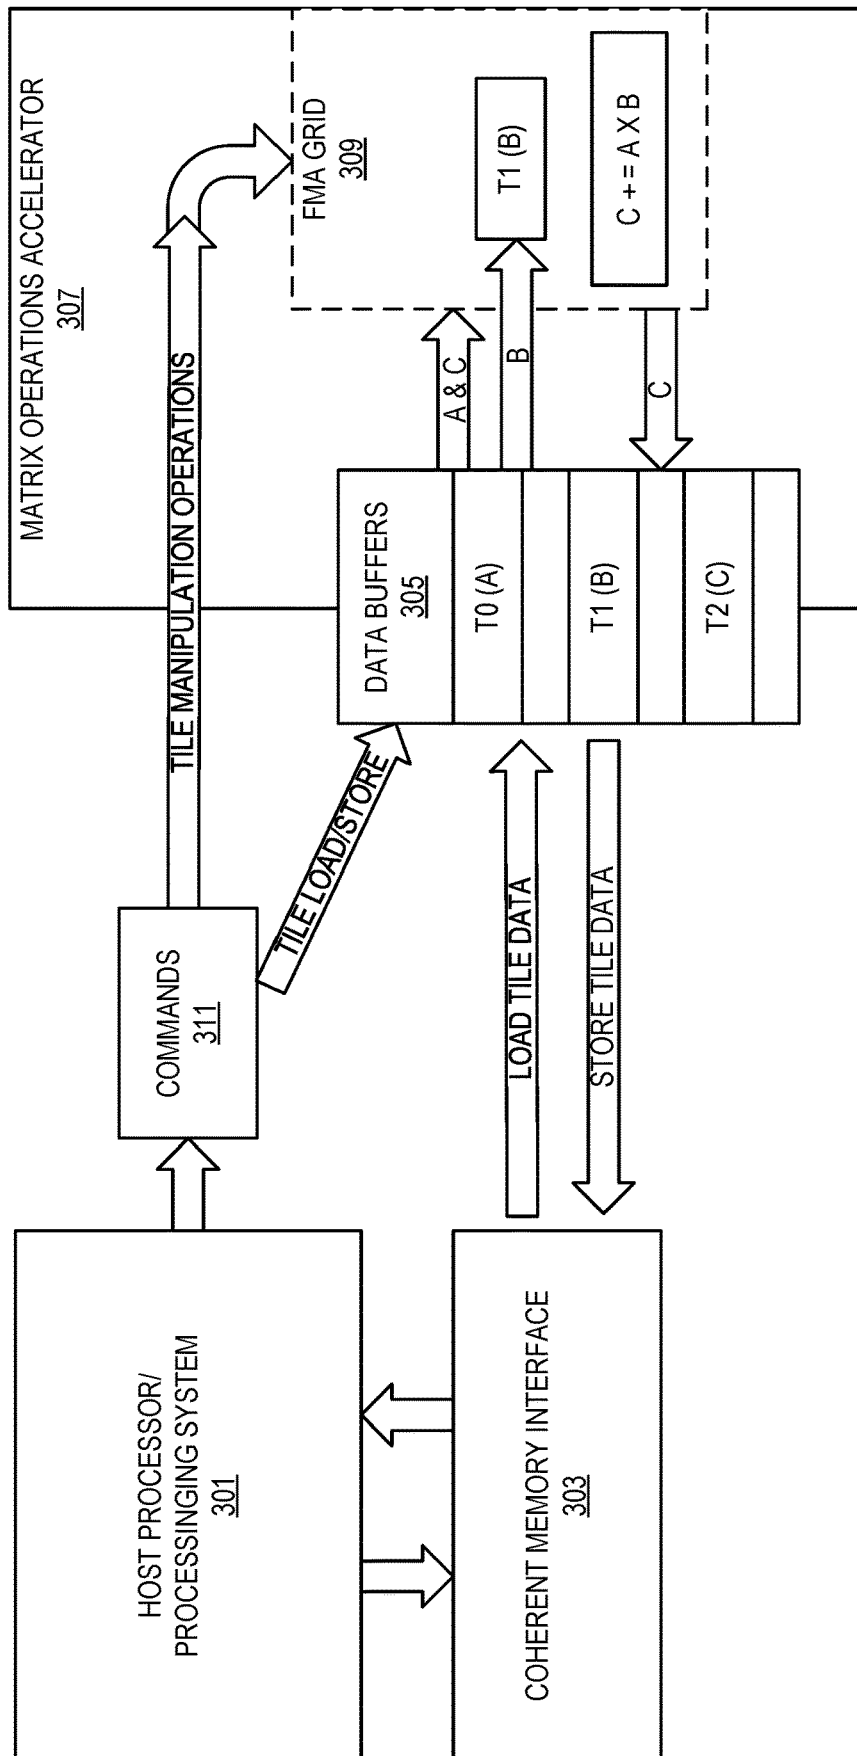 HOST PROCESSOR/
PROCESSINGING SYSTEM
301
COHERENT MEMORY INTERFACE
303
COMMANDS
311
TILE MANIPULATION OPERATIONS
TILE LOAD/STORE
LOAD TILE DATA
STORE TILE DATA
MATRIX OPERATIONS ACCELERATOR
307
DATA BUFFERS
305
T0 (A)
T1 (B)
T2 (C)
A & C
B
C
FMA GRID
309
T1 (B)
C += A X B